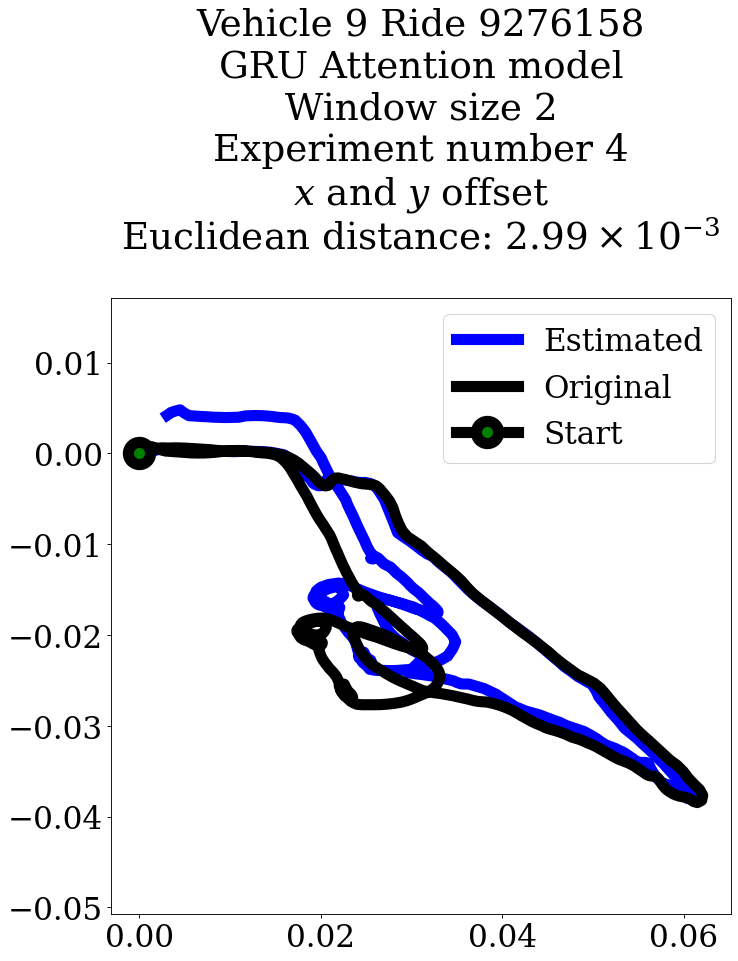 Vehicle 9 Ride 9276158
GRU Attention model
Window size 2
Experiment number 4
x and y offset
Euclidean distance: 2.99 × 10⁻³
Estimated
Original
Start
0.01
0.00
−0.01
−0.02
−0.03
−0.04
−0.05
0.00 0.02 0.04 0.06